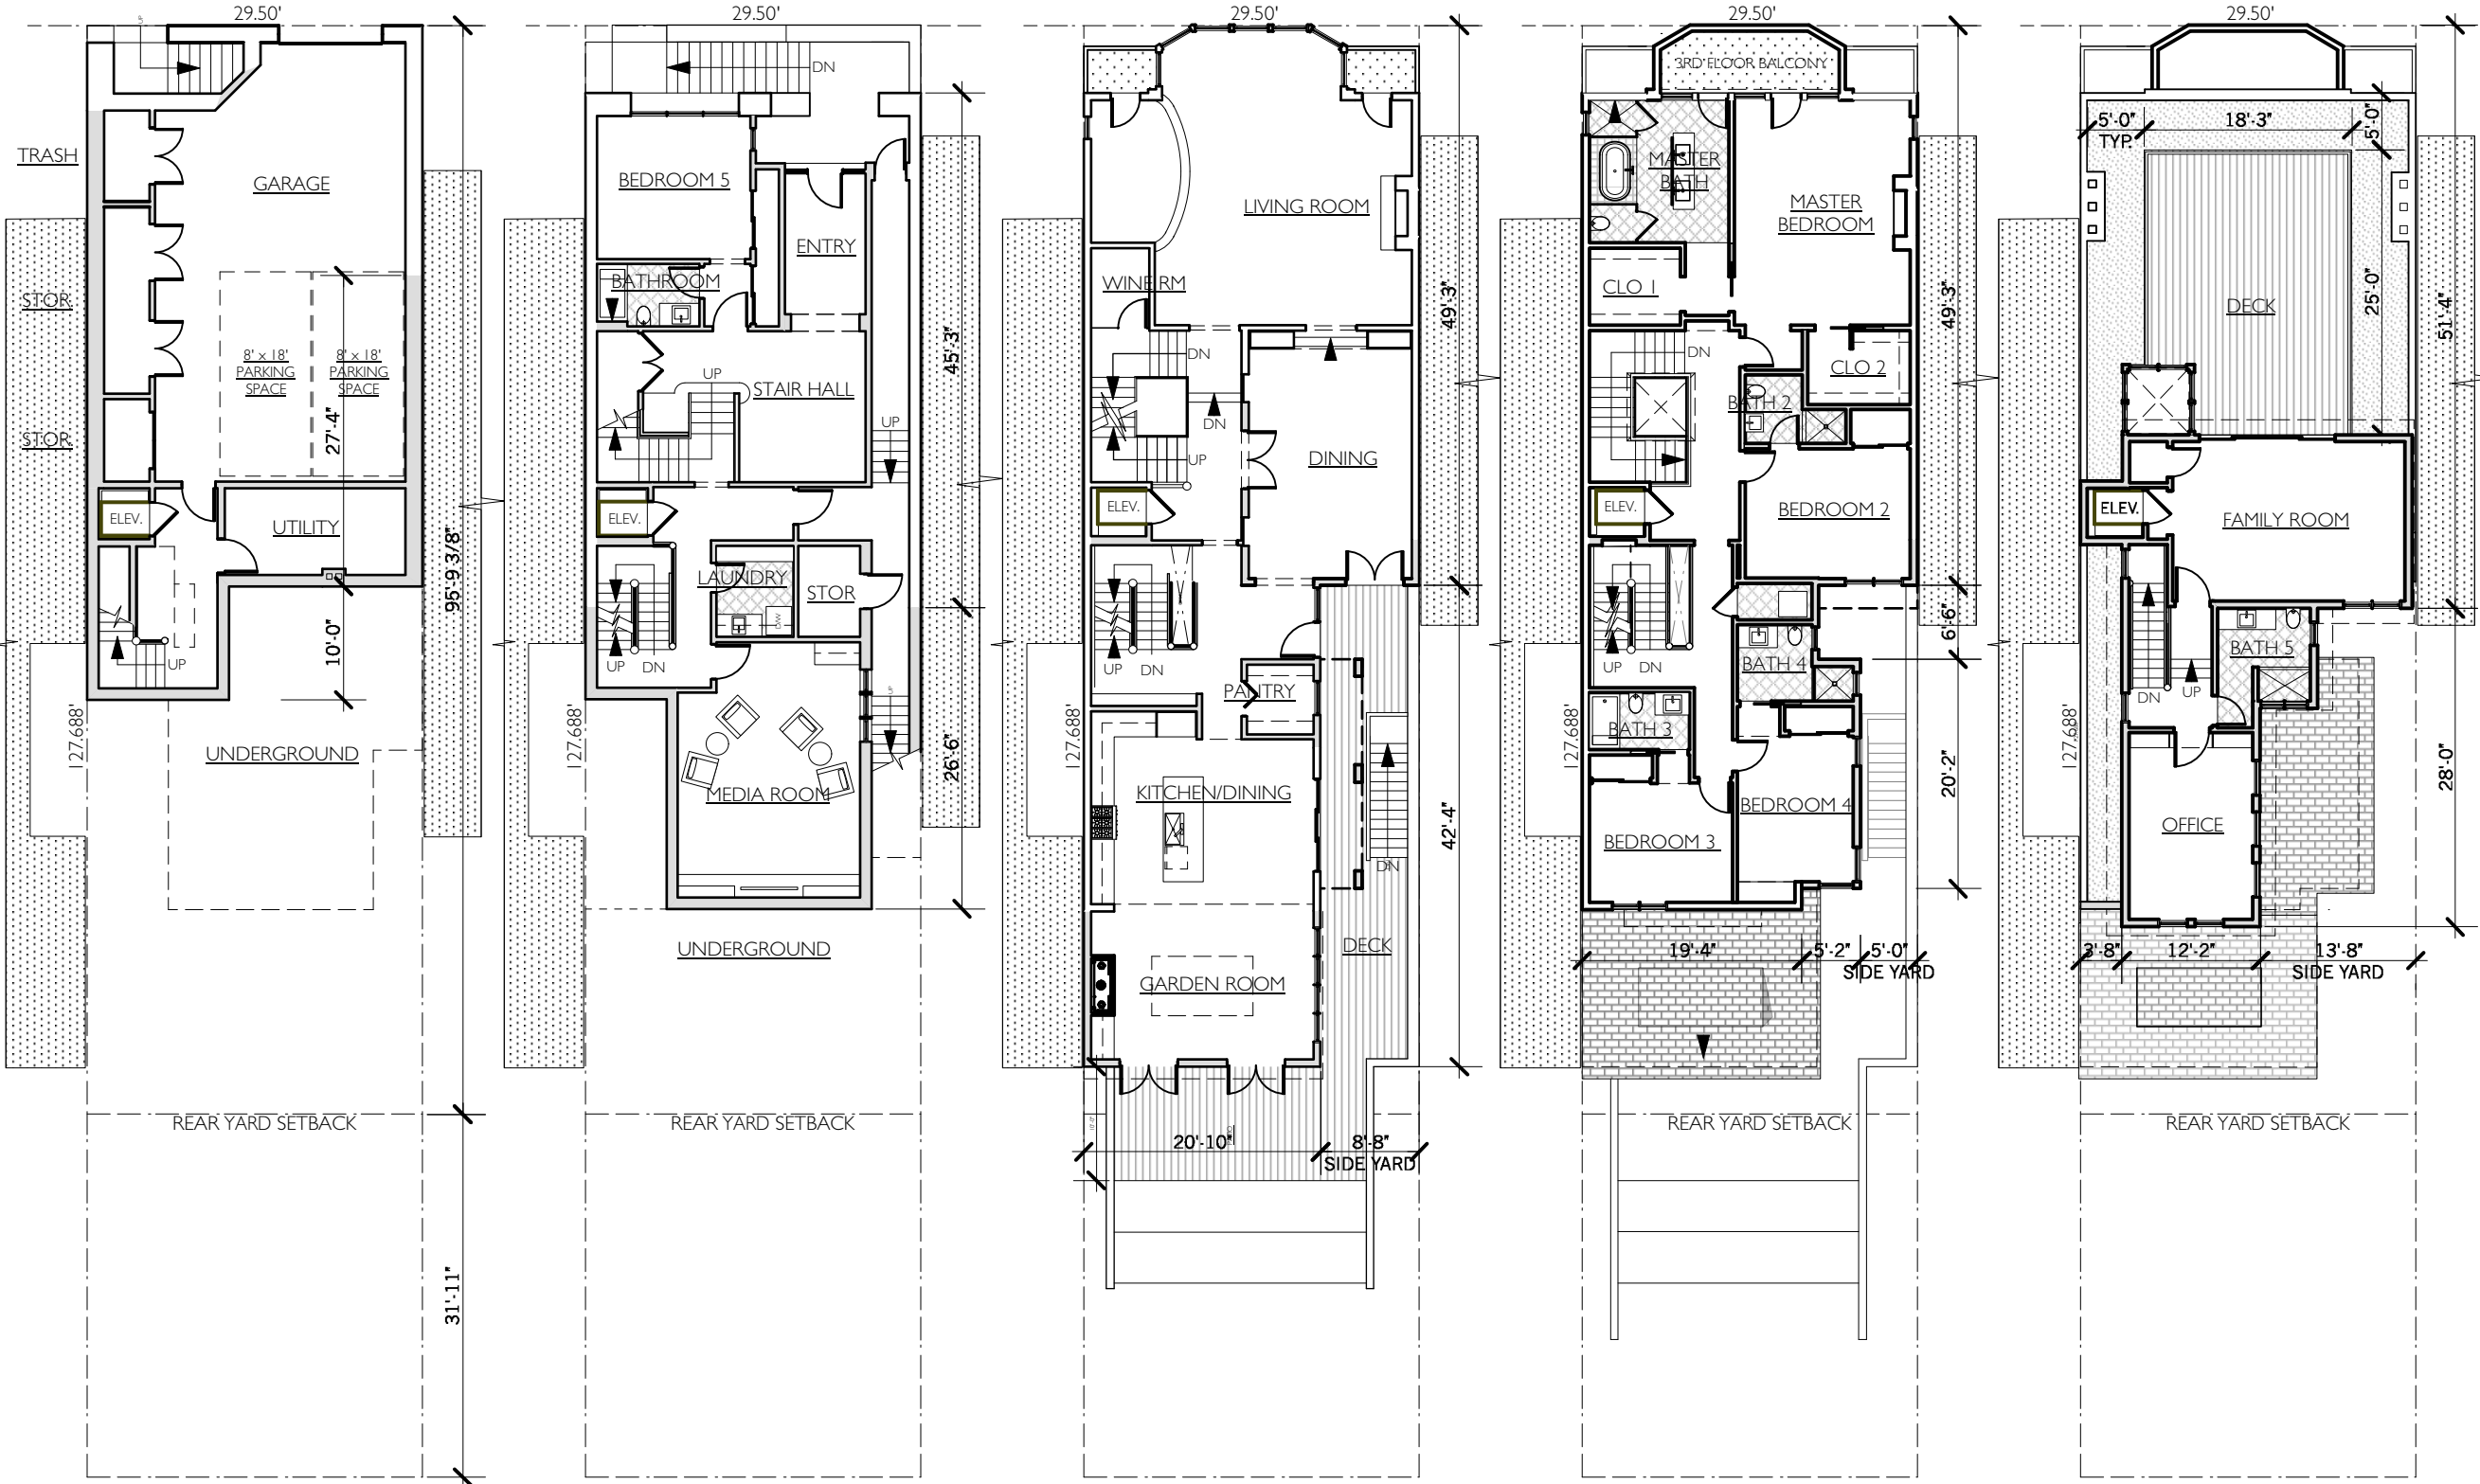 29.50'
UP
TRASH
GARAGE
STOR.
8' x 18'
PARKING
SPACE
8' x 18'
PARKING
SPACE
27'-4"
STOR.
ELEV.
UTILITY
95'-9 3/8"
10'-0"
UP
127.688'
UNDERGROUND
REAR YARD SETBACK
31'-11"
29.50'
DN
BEDROOM 5
ENTRY
BATHROOM
45'-3"
UP
STAIR HALL
UP
ELEV.
LAUNDRY
STOR
D/W
UP
DN
UP
127.688'
MEDIA ROOM
26'-6"
UNDERGROUND
REAR YARD SETBACK
29.50'
LIVING ROOM
WINE RM
49'-3"
DN
DN
UP
DINING
ELEV.
UP
DN
PANTRY
127.688'
KITCHEN/DINING
42'-4"
DN
DECK
GARDEN ROOM
20'-10"
8'-8"
SIDE YARD
29.50'
3RD FLOOR BALCONY
MASTER
BATH
MASTER
BEDROOM
CLO 1
49'-3"
DN
CLO 2
BATH 2
ELEV.
BEDROOM 2
6'-6"
UP
DN
BATH 4
BATH 3
127.688'
20'-2"
BEDROOM 4
BEDROOM 3
19'-4"
5'-2"
5'-0"
SIDE YARD
REAR YARD SETBACK
29.50'
5'-0"
TYP.
18'-3"
5'-0"
DECK
25'-0"
51'-4"
ELEV.
FAMILY ROOM
BATH 5
DN
UP
127.688'
28'-0"
OFFICE
3'-8"
12'-2"
13'-8"
SIDE YARD
REAR YARD SETBACK